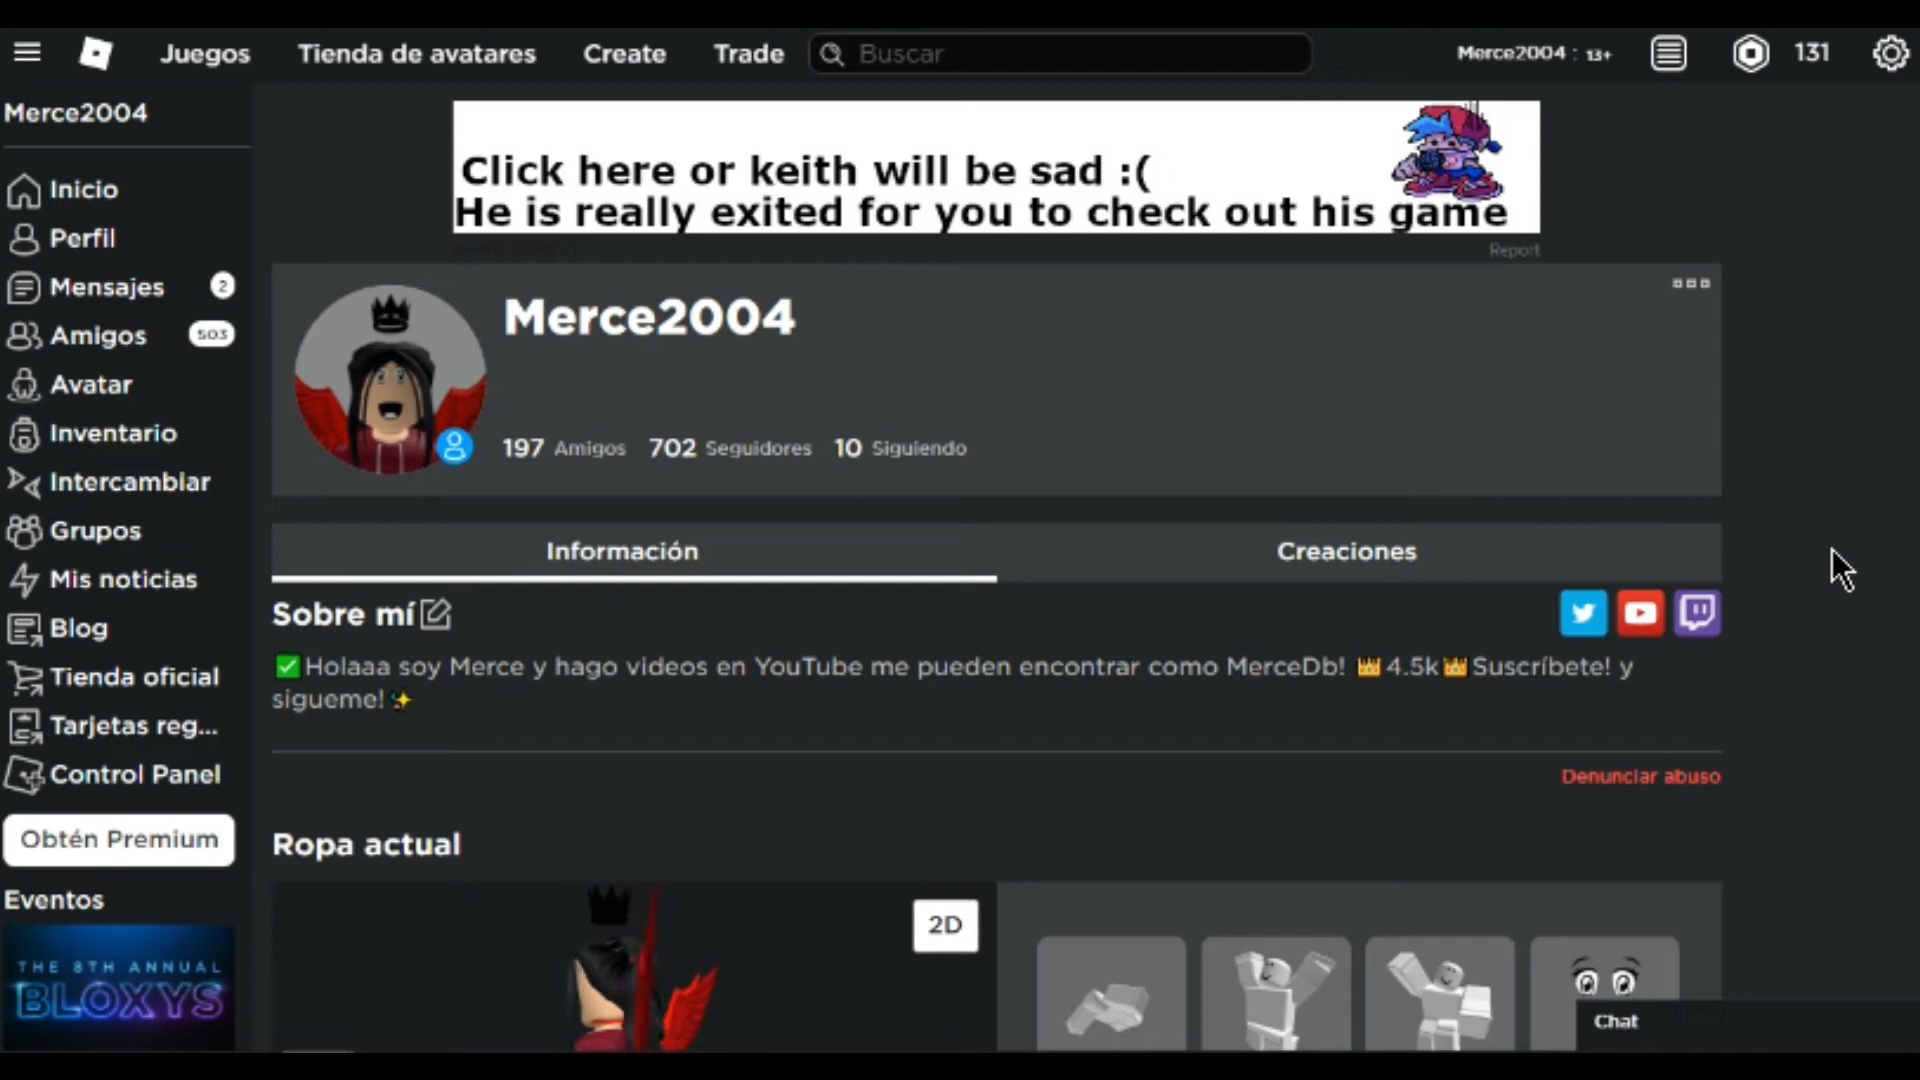 Juegos Tienda de avatares Create Trade Buscar Merce2004 : 13+ 131
Merce2004
Inicio
Perfil
Mensajes 2
Amigos 503
Avatar
Inventario
Intercambiar
Grupos
Mis noticias
Blog
Tienda oficial
Tarjetas reg...
Control Panel
Obtén Premium
Eventos
THE 8TH ANNUAL
BLOXYS
Click here or keith will be sad :(
He is really exited for you to check out his game
Report
Merce2004
197 Amigos 702 Seguidores 10 Siguiendo
Información Creaciones
Sobre mí
✅Holaaa soy Merce y hago videos en YouTube me pueden encontrar como MerceDb! 👑4.5k👑Suscríbete! y
sigueme!✨
Denunciar abuso
Ropa actual
2D
Chat